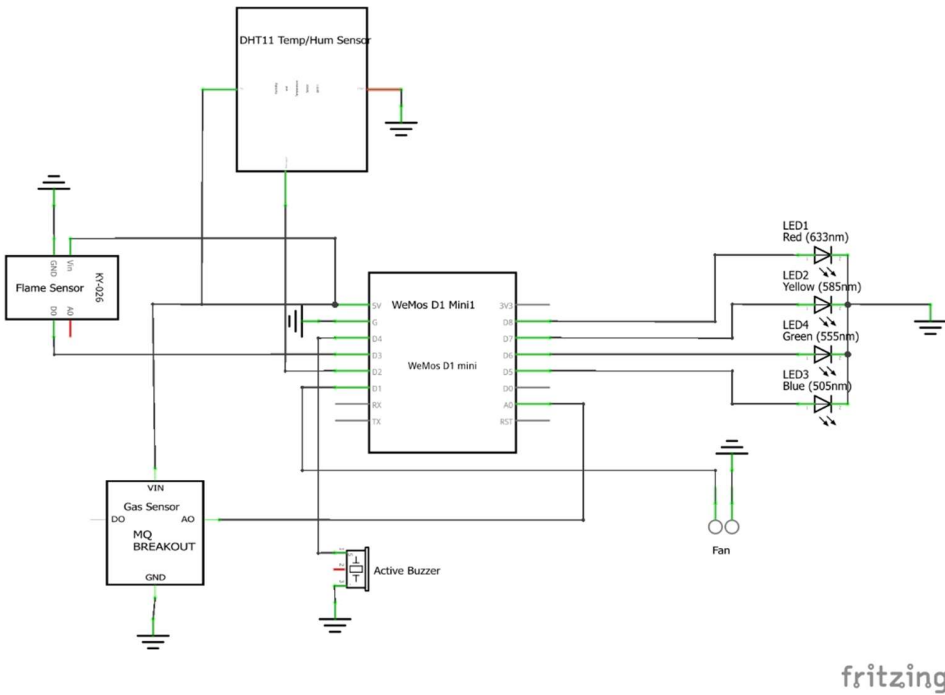 DHT11 Temp/Hum Sensor
GND
Vin
Flame Sensor
KY-026
D0
A0
5V
G
D4
D3
D2
D1
RX
TX
WeMos D1 Mini1
WeMos D1 mini
3V3
D8
D7
D6
D5
D0
A0
RST
LED1
Red (633nm)
LED2
Yellow (585nm)
LED4
Green (555nm)
LED3
Blue (505nm)
VIN
Gas Sensor
DO
AO
MQ
BREAKOUT
GND
Active Buzzer
Fan
fritzing